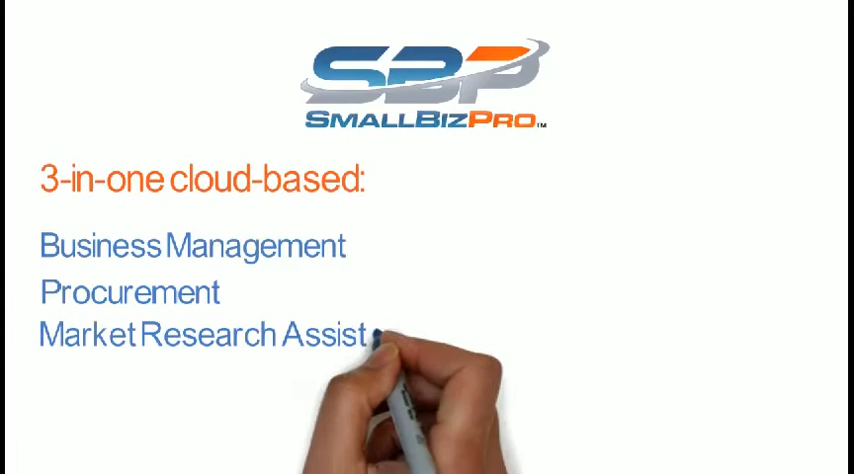 SBP
SMALLBIZPRO™
3-in-one cloud-based:
Business Management
Procurement
Market Research Assist